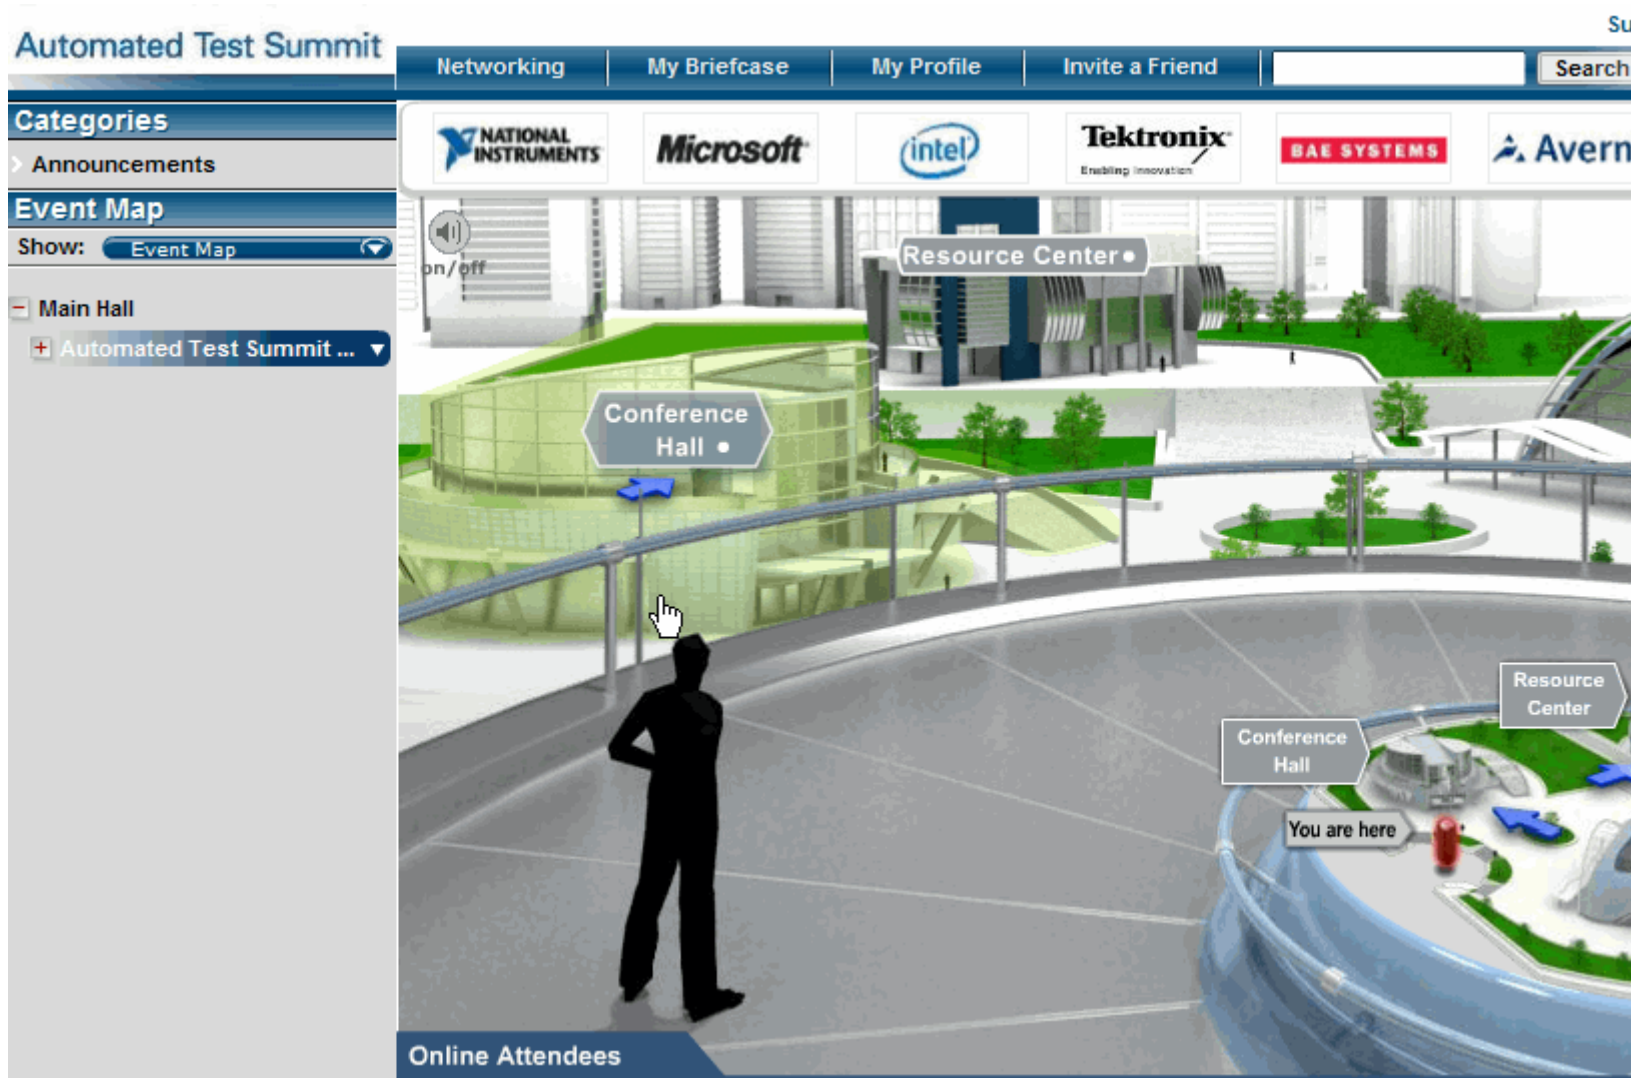 Su
Automated Test Summit
Networking
My Briefcase
My Profile
Invite a Friend
Search
Categories
Announcements
Event Map
Show:
Event Map
Main Hall
Automated Test Summit ...
NATIONAL
INSTRUMENTS
Microsoft
intel
Tektronix
Enabling Innovation
BAE SYSTEMS
Avern
on/off
Resource Center
Conference
Hall
Resource
Center
Conference
Hall
You are here
Online Attendees